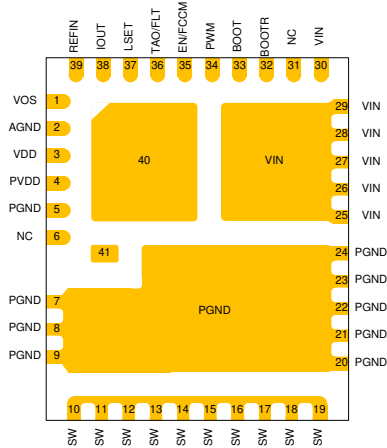 REFIN IOUT LSET TAO/FLT EN/FCCM PWM BOOT BOOTR NC VIN
39 38 37 36 35 34 33 32 31 30
VOS 1
AGND 2
VDD 3
PVDD 4
PGND 5
NC 6
40
VIN
29 VIN
28 VIN
27 VIN
26 VIN
25 VIN
41
24 PGND
23 PGND
22 PGND
21 PGND
20 PGND
PGND
PGND 7
PGND 8
PGND 9
10 11 12 13 14 15 16 17 18 19
SW SW SW SW SW SW SW SW SW SW